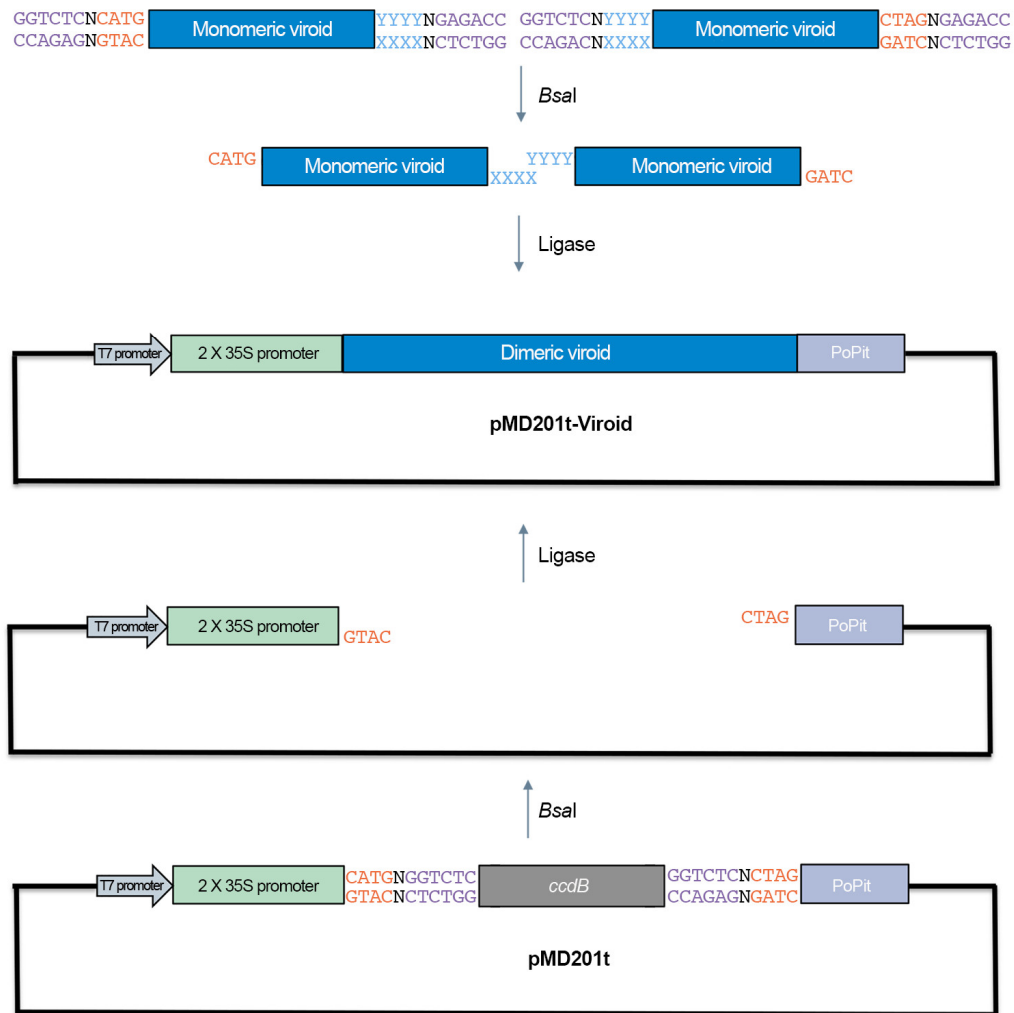 GGTCTCNCATG YYYYNGAGACC GGTCTCNYYYY CTAGNGAGACC
CCAGAGNGTAC Monomeric viroid XXXXNCTCTGG CCAGACNXXXX Monomeric viroid GATCNCTCTGG
BsaI
CATG Monomeric viroid YYYY Monomeric viroid
XXXX GATC
Ligase
T7 promoter 2 X 35S promoter Dimeric viroid PoPit
pMD201t-Viroid
Ligase
T7 promoter 2 X 35S promoter GTAC CTAG PoPit
BsaI
CATGNGGTCTC GGTCTCNCTAG
T7 promoter 2 X 35S promoter GTACNCTCTGG ccdB CCAGAGNGATC PoPit
pMD201t